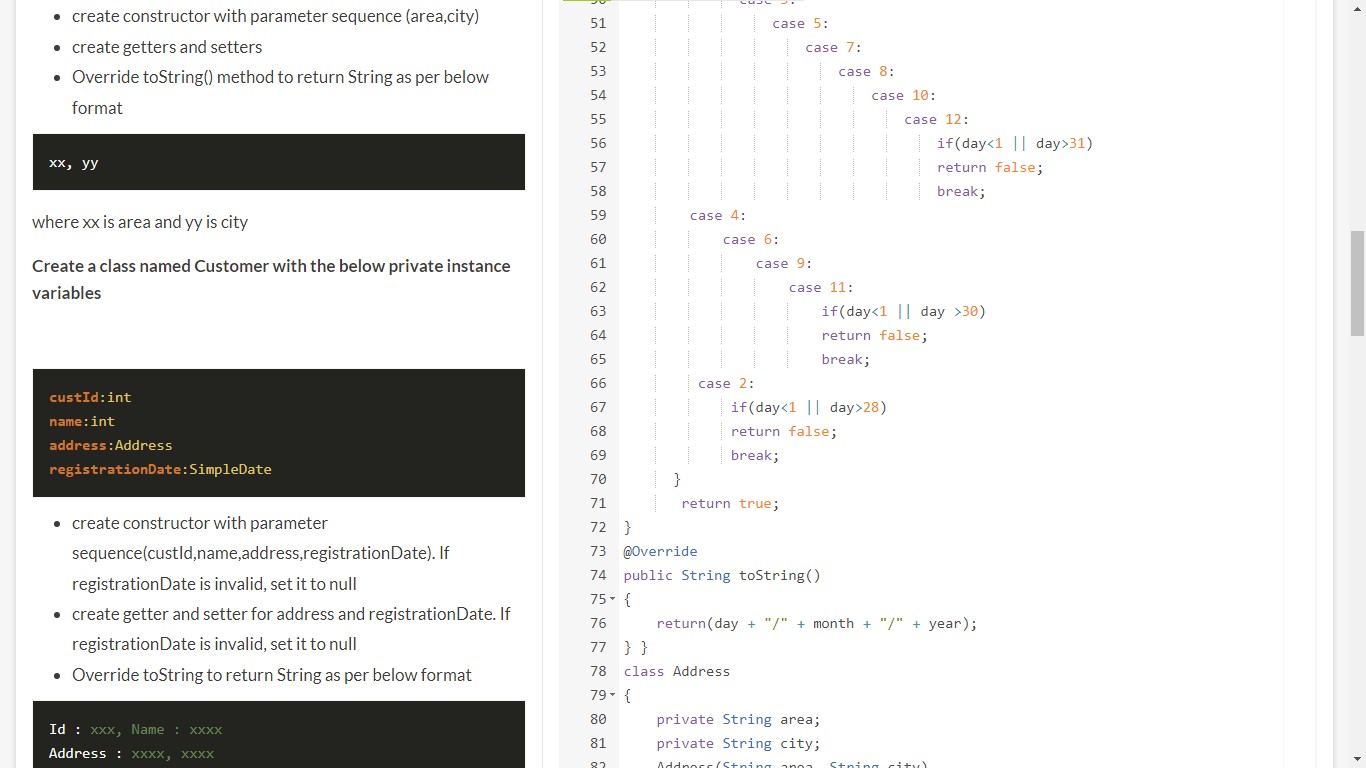 create constructor with parameter sequence (area,city)
create getters and setters
Override toString() method to return String as per below
format
xx, yy
where xx is area and yy is city
Create a class named Customer with the below private instance
variables
custId:int
name:int
address:Address
registrationDate:SimpleDate
create constructor with parameter
sequence(custId,name,address,registrationDate). If
registrationDate is invalid, set it to null
create getter and setter for address and registrationDate. If
registrationDate is invalid, set it to null
Override toString to return String as per below format
Id : xxx, Name : xxxx
Address : xxxx, xxxx
50 case 3:
51 case 5:
52 case 7:
53 case 8:
54 case 10:
55 case 12:
56 if(day<1 || day>31)
57 return false;
58 break;
59 case 4:
60 case 6:
61 case 9:
62 case 11:
63 if(day<1 || day >30)
64 return false;
65 break;
66 case 2:
67 if(day<1 || day>28)
68 return false;
69 break;
70 }
71 return true;
72 }
73 @Override
74 public String toString()
75 {
76 return(day + "/" + month + "/" + year);
77 } }
78 class Address
79 {
80 private String area;
81 private String city;
82 Address(String area, String city)